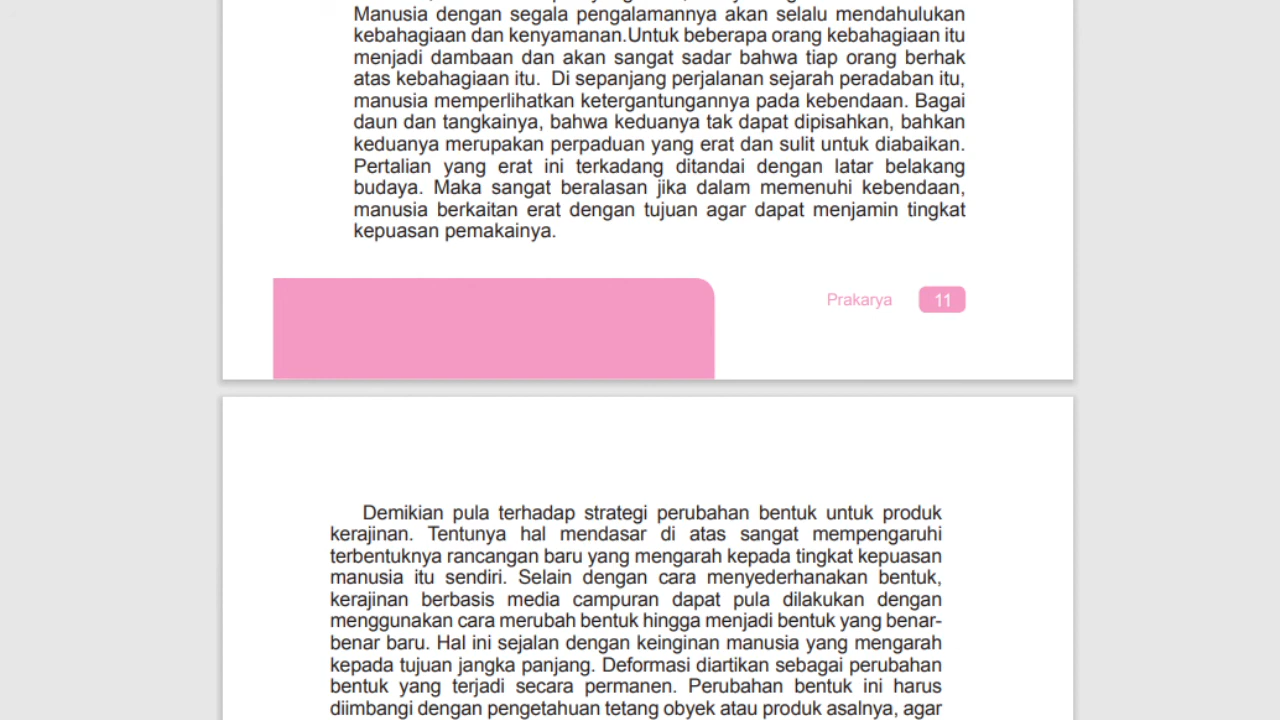 Manusia dengan segala pengalamannya akan selalu mendahulukan
kebahagiaan dan kenyamanan.Untuk beberapa orang kebahagiaan itu
menjadi dambaan dan akan sangat sadar bahwa tiap orang berhak
atas kebahagiaan itu.  Di sepanjang perjalanan sejarah peradaban itu,
manusia memperlihatkan ketergantungannya pada kebendaan. Bagai
daun dan tangkainya, bahwa keduanya tak dapat dipisahkan, bahkan
keduanya merupakan perpaduan yang erat dan sulit untuk diabaikan.
Pertalian yang erat ini terkadang ditandai dengan latar belakang
budaya. Maka sangat beralasan jika dalam memenuhi kebendaan,
manusia berkaitan erat dengan tujuan agar dapat menjamin tingkat
kepuasan pemakainya.
Prakarya 11
Demikian pula terhadap strategi perubahan bentuk untuk produk
kerajinan. Tentunya hal mendasar di atas sangat mempengaruhi
terbentuknya rancangan baru yang mengarah kepada tingkat kepuasan
manusia itu sendiri. Selain dengan cara menyederhanakan bentuk,
kerajinan berbasis media campuran dapat pula dilakukan dengan
menggunakan cara merubah bentuk hingga menjadi bentuk yang benar-
benar baru. Hal ini sejalan dengan keinginan manusia yang mengarah
kepada tujuan jangka panjang. Deformasi diartikan sebagai perubahan
bentuk yang terjadi secara permanen. Perubahan bentuk ini harus
diimbangi dengan pengetahuan tetang obyek atau produk asalnya, agar